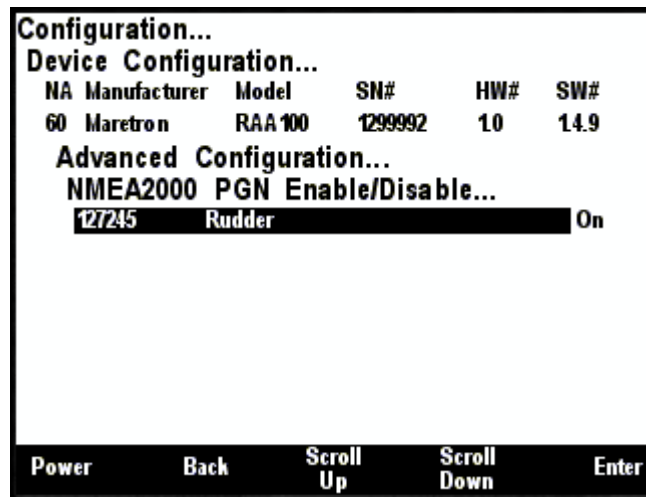 Configuration...
Device Configuration...
NA Manufacturer Model SN# HW# SW#
60 Maretron RAA100 1299992 1.0 1.4.9
Advanced Configuration...
NMEA2000 PGN Enable/Disable...
127245 Rudder On
Power Back Scroll Up Scroll Down Enter